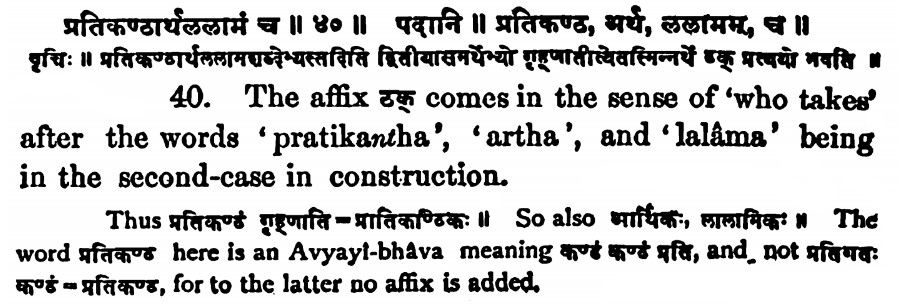 प्रतिकण्ठार्थललामं च ॥ ४० ॥ पदानि ॥ प्रतिकण्ठ, अर्थ, ललामम्, च ॥
वृत्तिः ॥ प्रतिकण्ठार्थललामशब्देभ्यस्तदिति द्वितीयासमर्थेभ्यो गृह्णातीत्येतस्मिन्नर्थे ठक् प्रत्ययो भवति ॥
40. The affix ठक् comes in the sense of ‘who takes’
after the words ‘pratikantha’, ‘artha’, and ‘lalâma’ being
in the second-case in construction.
Thus प्रतिकण्ठं गृह्णाति = प्रातिकण्ठिकः ॥ So also आर्थिकः, लालामिकः ॥ The
word प्रतिकण्ठ here is an Avyayî-bhâva meaning कण्ठं कण्ठं प्रति, and not प्रतिगतः
कण्ठं = प्रतिकण्ठ, for to the latter no affix is added.